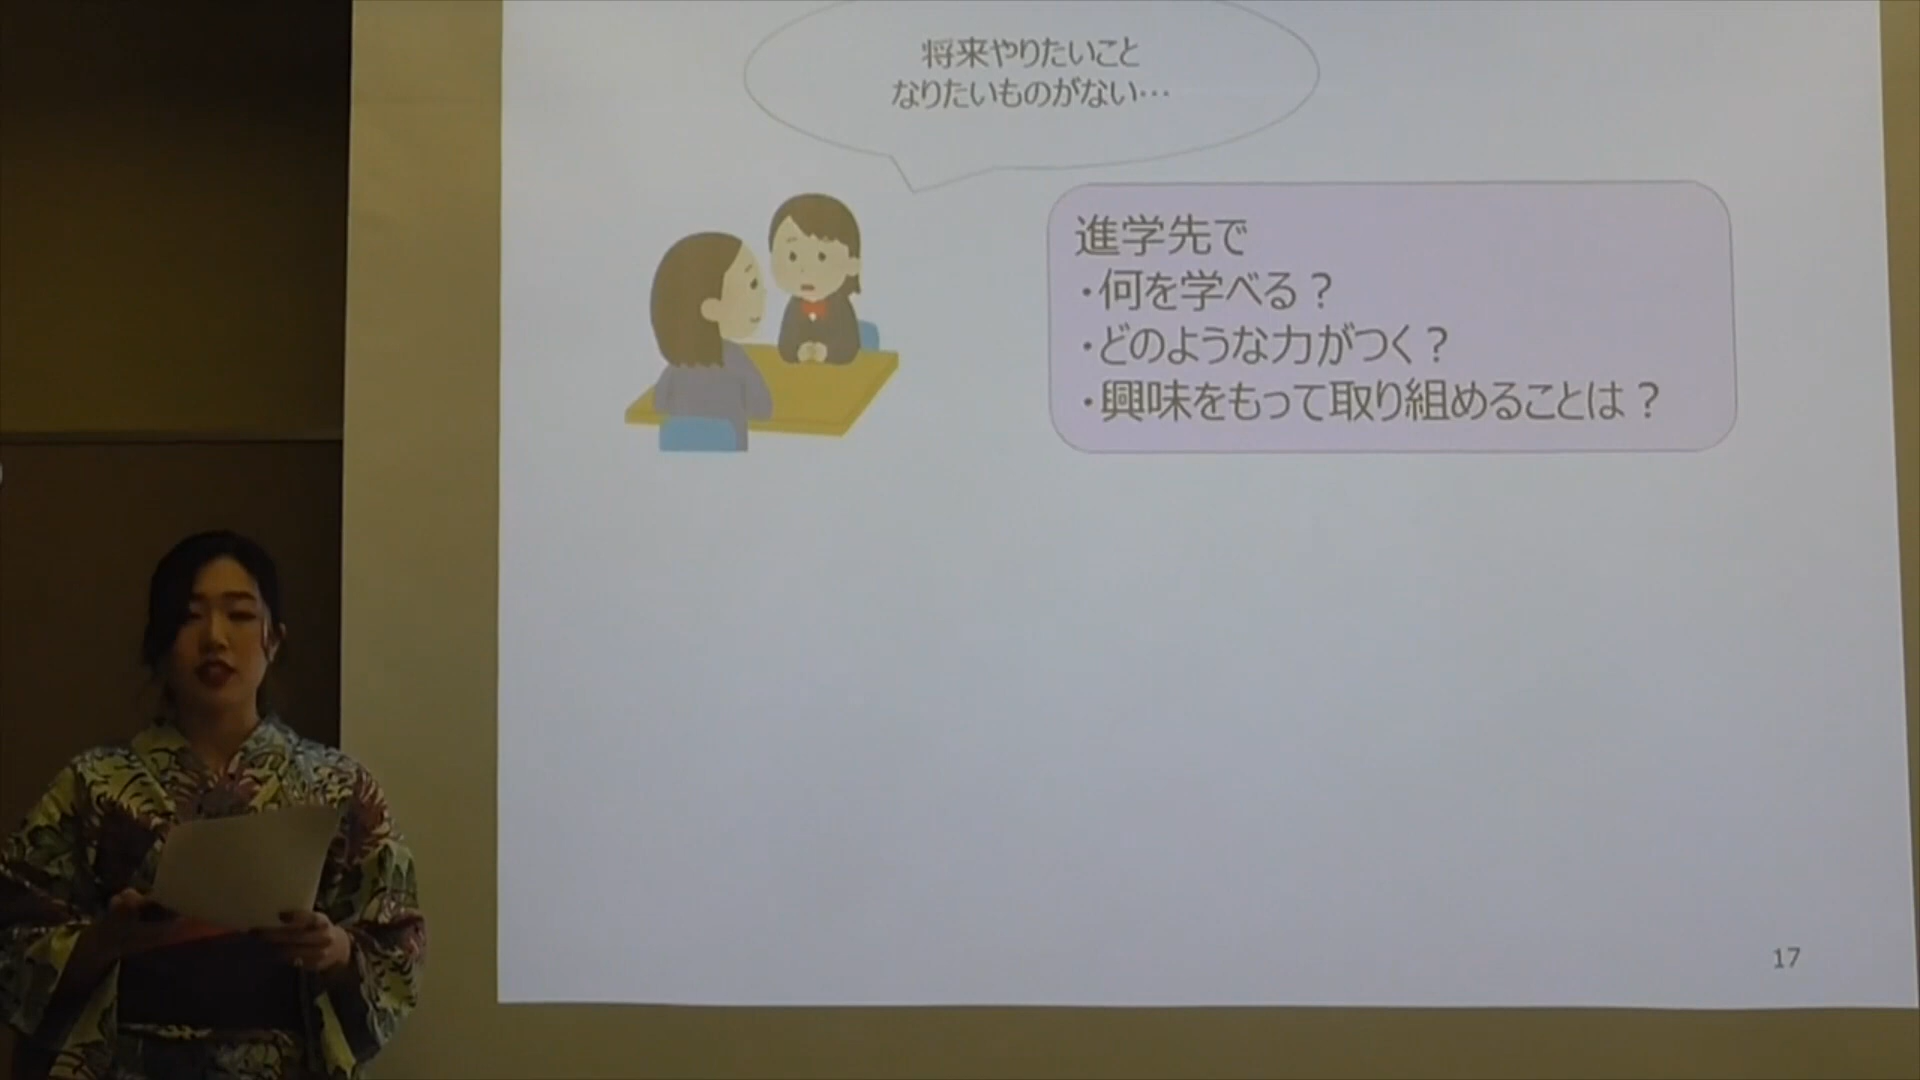 将来やりたいこと
なりたいものがない…
進学先で
・何を学べる？
・どのような力がつく？
・興味をもって取り組めることは？
17